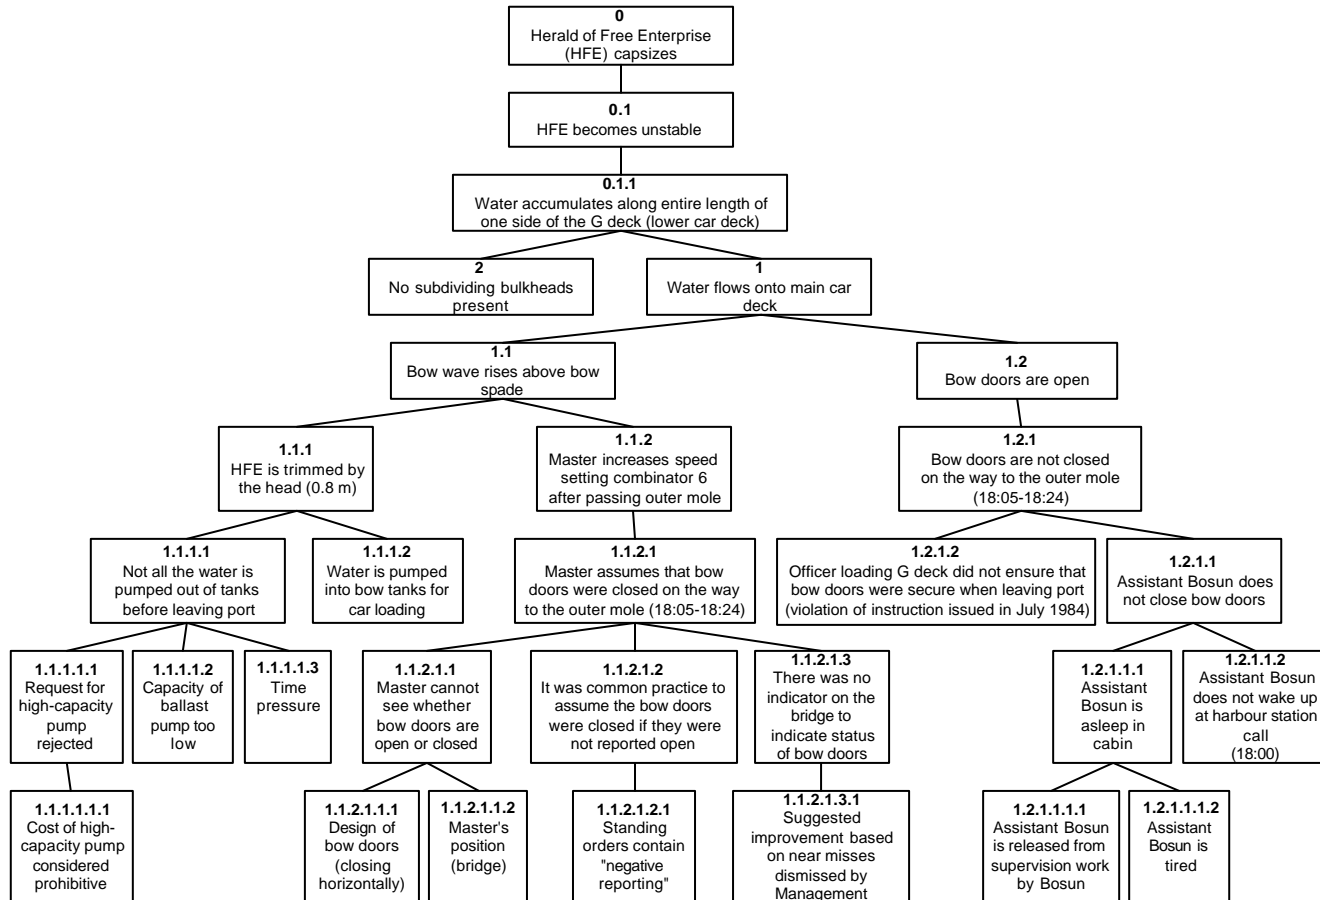 0
Herald of Free Enterprise
(HFE) capsizes
0.1
HFE becomes unstable
0.1.1
Water accumulates along entire length of
one side of the G deck (lower car deck)
2
No subdividing bulkheads
present
1
Water flows onto main car
deck
1.1
Bow wave rises above bow
spade
1.2
Bow doors are open
1.1.1
HFE is trimmed by
the head (0.8 m)
1.1.2
Master increases speed
setting combinator 6
after passing outer mole
1.2.1
Bow doors are not closed
on the way to the outer mole
(18:05-18:24)
1.1.1.1
Not all the water is
pumped out of tanks
before leaving port
1.1.1.2
Water is pumped
into bow tanks for
car loading
1.1.2.1
Master assumes that bow
doors were closed on the way
to the outer mole (18:05-18:24)
1.2.1.2
Officer loading G deck did not ensure that
bow doors were secure when leaving port
(violation of instruction issued in July 1984)
1.2.1.1
Assistant Bosun does
not close bow doors
1.1.1.1.1
Request for
high-capacity
pump
rejected
1.1.1.1.2
Capacity of
ballast
pump too
low
1.1.1.1.3
Time
pressure
1.1.2.1.1
Master cannot
see whether
bow doors are
open or closed
1.1.2.1.2
It was common practice to
assume the bow doors
were closed if they were
not reported open
1.1.2.1.3
There was no
indicator on the
bridge to
indicate status
of bow doors
1.2.1.1.1
Assistant
Bosun is
asleep in
cabin
1.2.1.1.2
Assistant Bosun
does not wake up
at harbour station
call
(18:00)
1.1.1.1.1.1
Cost of high-
capacity pump
considered
prohibitive
1.1.2.1.1.1
Design of
bow doors
(closing
horizontally)
1.1.2.1.1.2
Master's
position
(bridge)
1.1.2.1.2.1
Standing
orders contain
"negative
reporting"
1.1.2.1.3.1
Suggested
improvement based
on near misses
dismissed by
Management
1.2.1.1.1.1
Assistant Bosun
is released from
supervision work
by Bosun
1.2.1.1.1.2
Assistant
Bosun is
tired